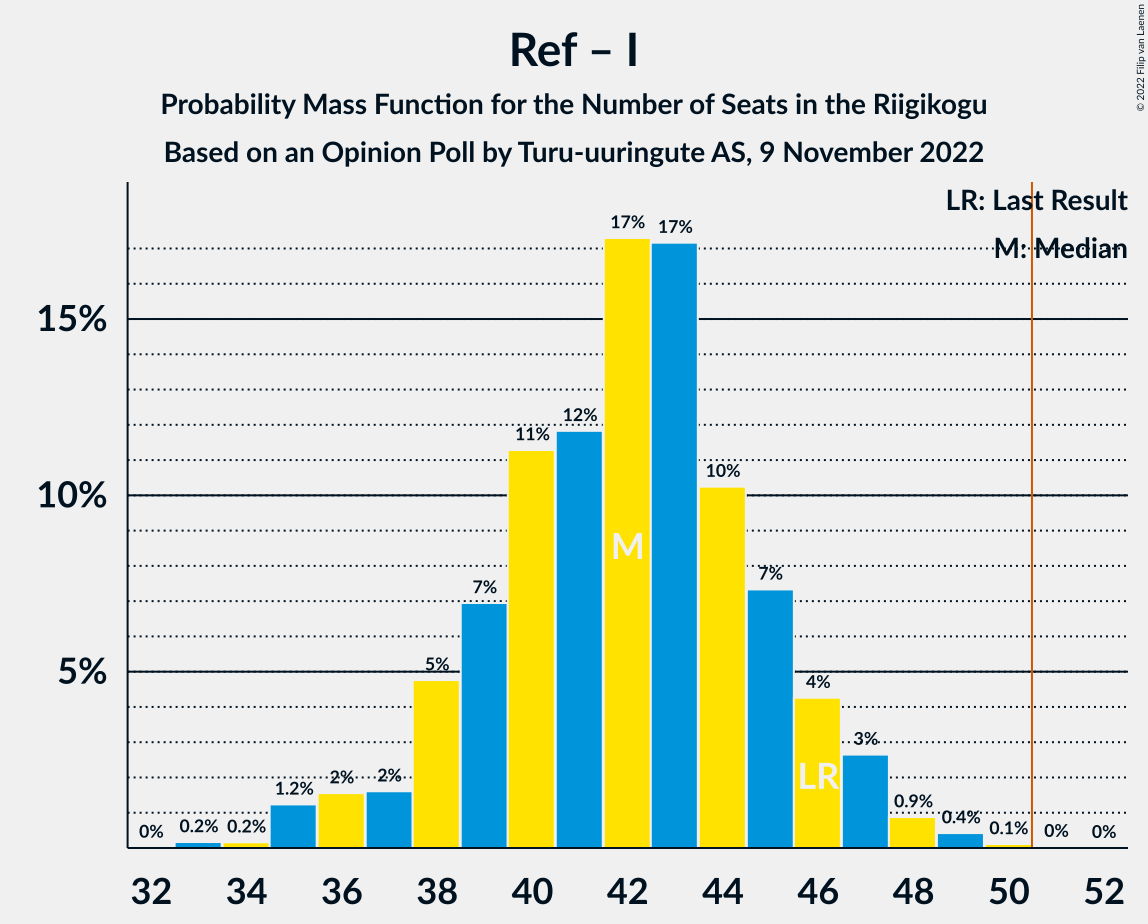 Ref – I
Probability Mass Function for the Number of Seats in the Riigikogu
Based on an Opinion Poll by Turu-uuringute AS, 9 November 2022
© 2022 Filip van Laenen
LR: Last Result
M: Median
15%
10%
5%
0%
0.2%
0.2%
1.2%
2%
2%
5%
7%
11%
12%
17%
17%
10%
7%
4%
3%
0.9%
0.4%
0.1%
0%
0%
M
LR
32 34 36 38 40 42 44 46 48 50 52